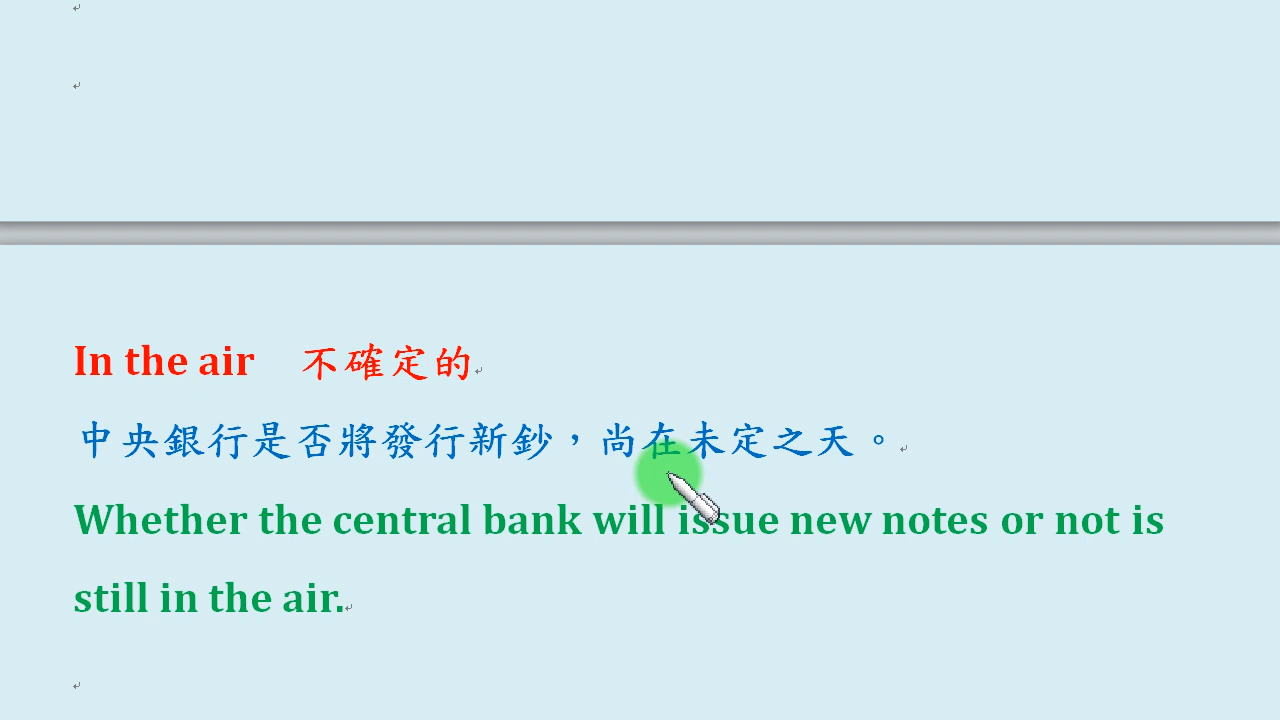 In the air 不確定的
中央銀行是否將發行新鈔，尚在未定之天。
Whether the central bank will issue new notes or not is
still in the air.